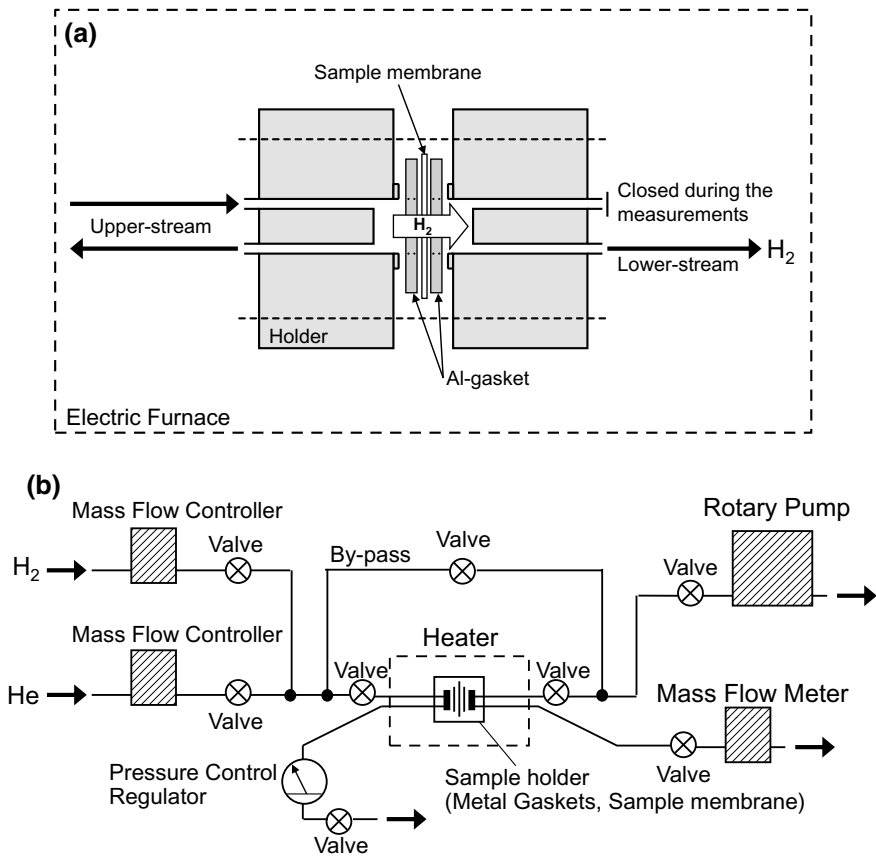 (a)
Sample membrane
Closed during the
measurements
Upper-stream
H₂
H₂
Lower-stream
Holder
Al-gasket
Electric Furnace
(b)
Mass Flow Controller
Rotary Pump
Valve
Valve
By-pass
Valve
H₂
Mass Flow Controller
Heater
Valve
Valve
Mass Flow Meter
He
Valve
Pressure Control
Regulator
Sample holder
(Metal Gaskets, Sample membrane)
Valve
Valve